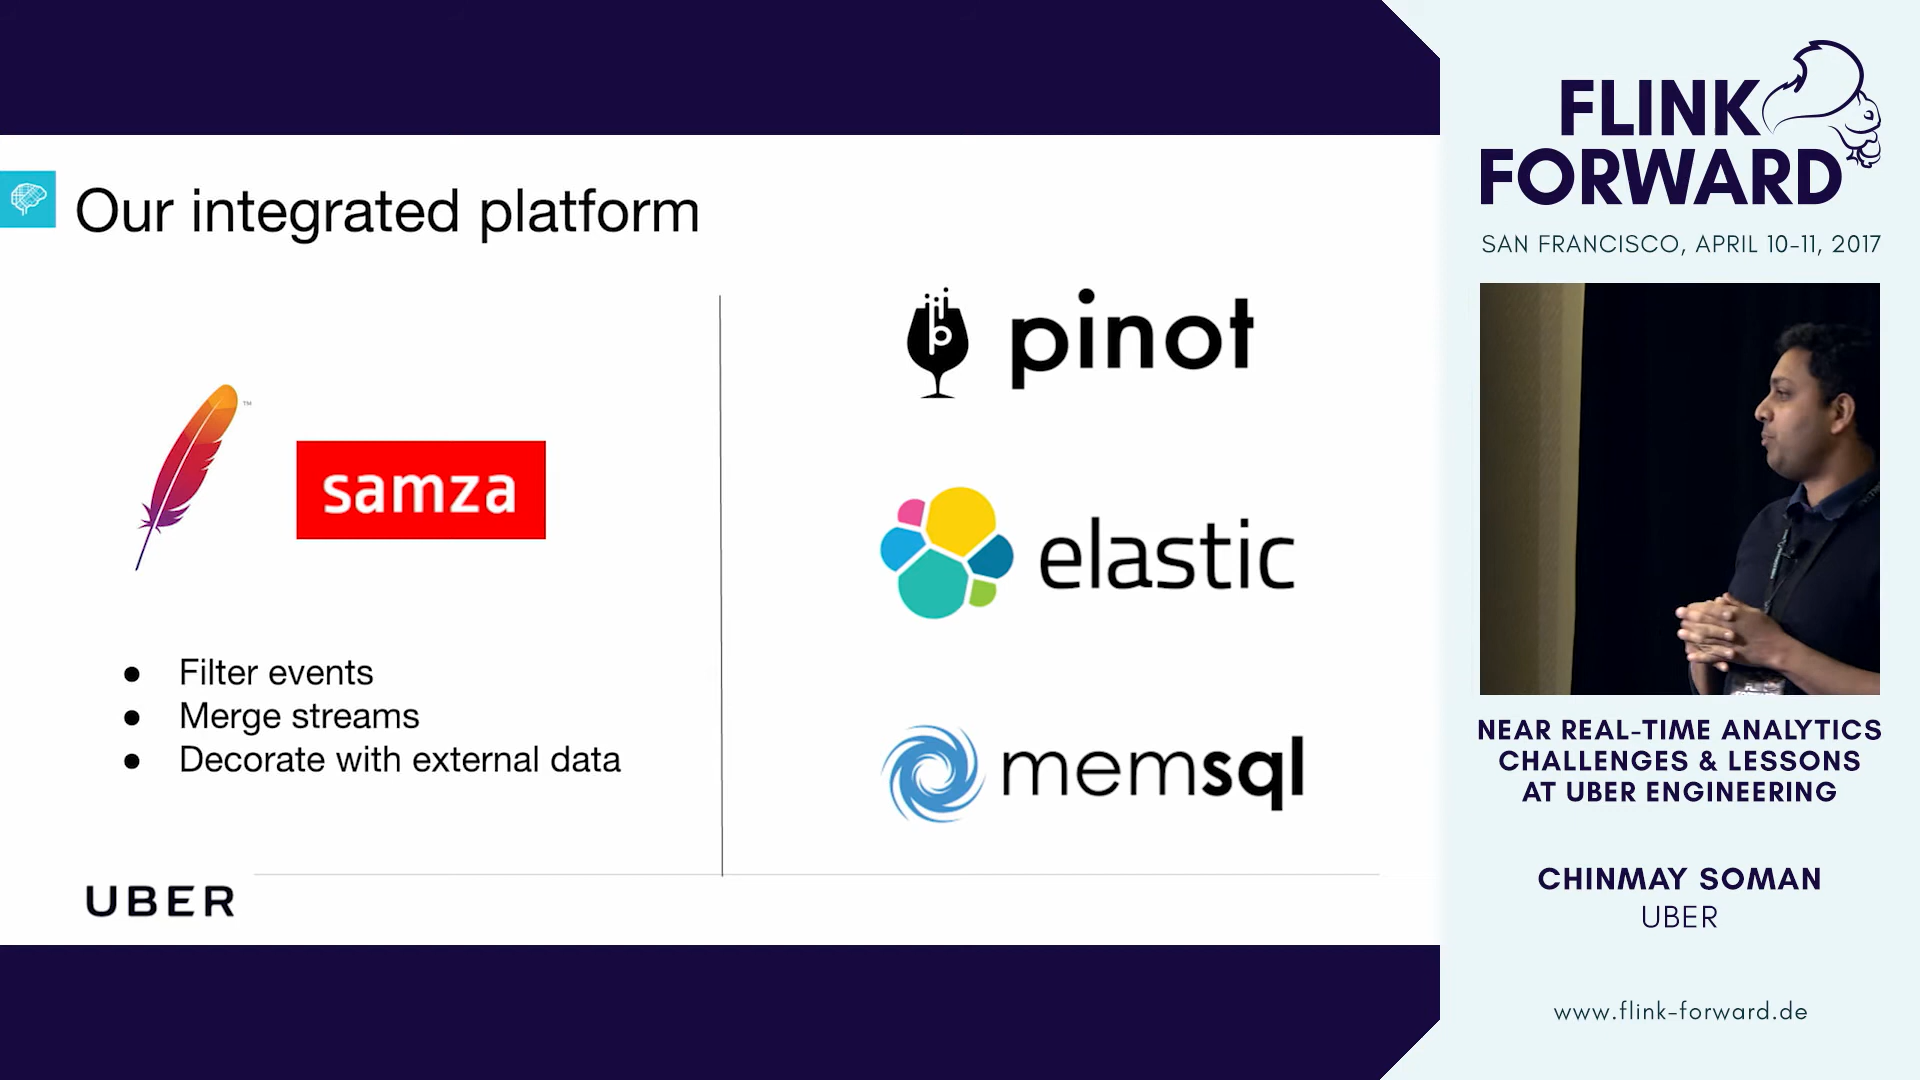 Our integrated platform
™
samza
Filter events
Merge streams
Decorate with external data
pinot
elastic
memsql
UBER
FLINK
FORWARD
SAN FRANCISCO, APRIL 10-11, 2017
NEAR REAL-TIME ANALYTICS
CHALLENGES & LESSONS
AT UBER ENGINEERING
CHINMAY SOMAN
UBER
www.flink-forward.de